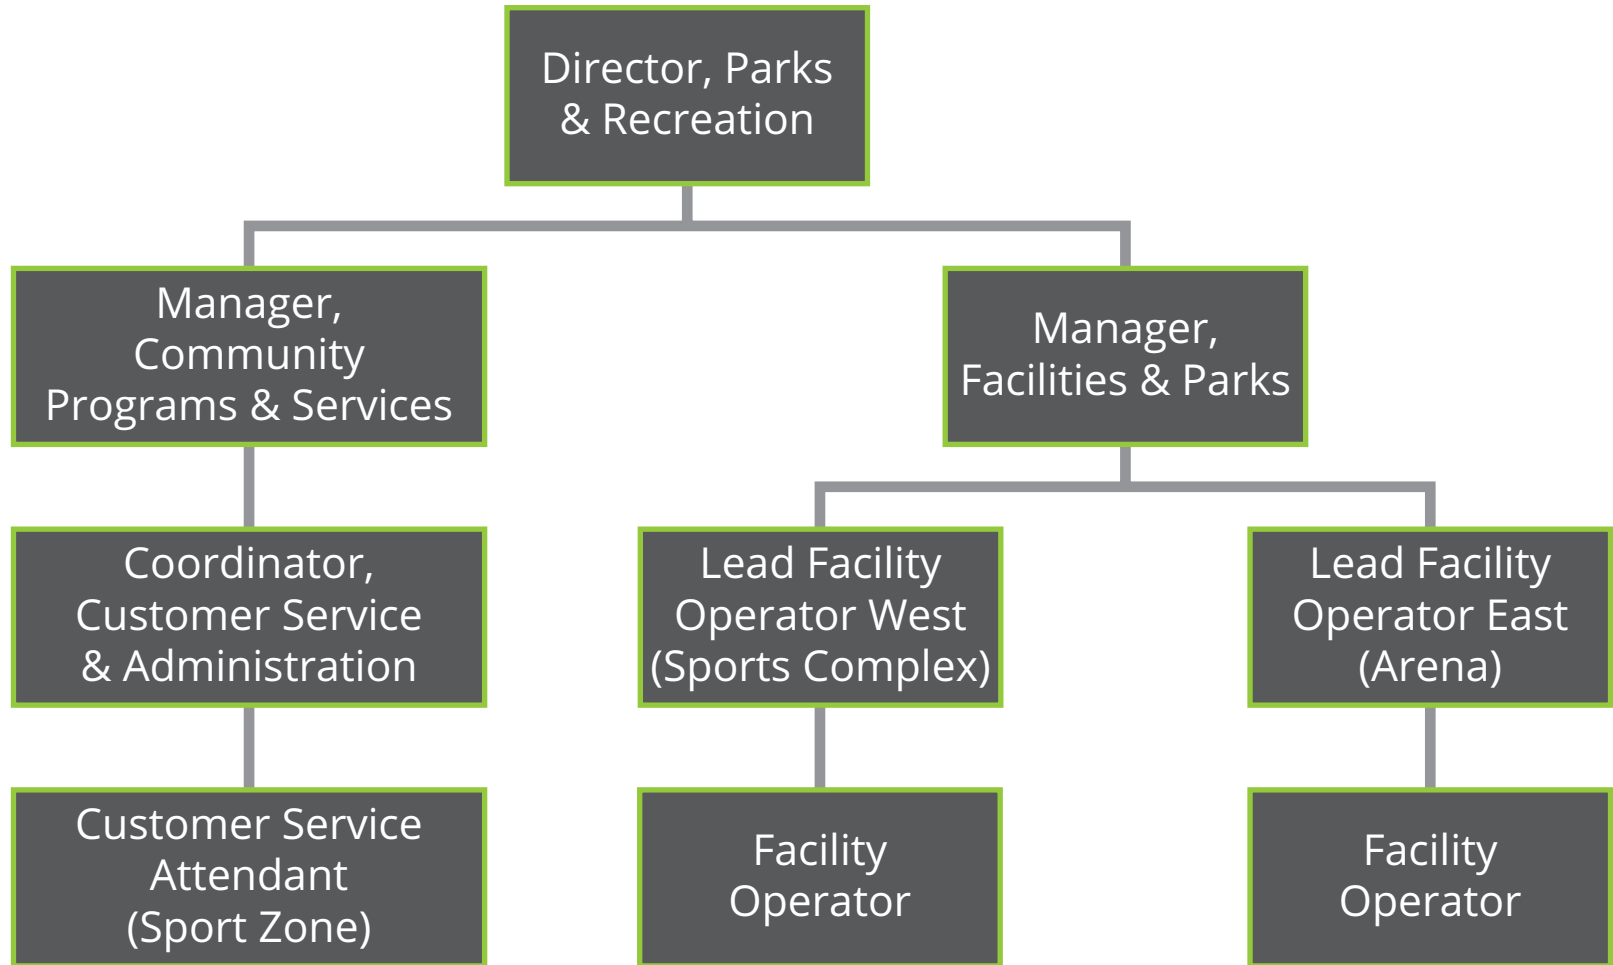 Director, Parks
& Recreation
Manager,
Community
Programs & Services
Manager,
Facilities & Parks
Coordinator,
Customer Service
& Administration
Lead Facility
Operator West
(Sports Complex)
Lead Facility
Operator East
(Arena)
Customer Service
Attendant
(Sport Zone)
Facility
Operator
Facility
Operator